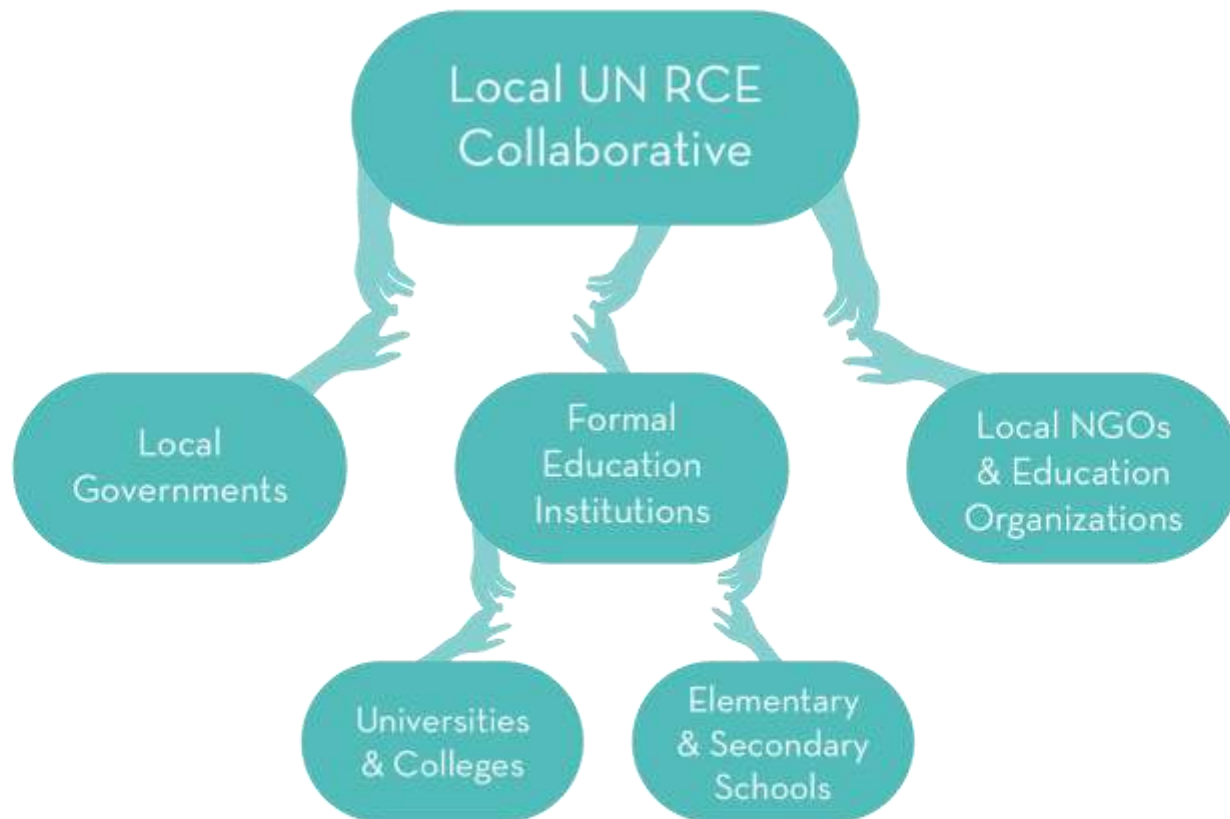 Local UN RCE
Collaborative
Local
Governments
Formal
Education
Institutions
Local NGOs
& Education
Organizations
Universities
& Colleges
Elementary
& Secondary
Schools